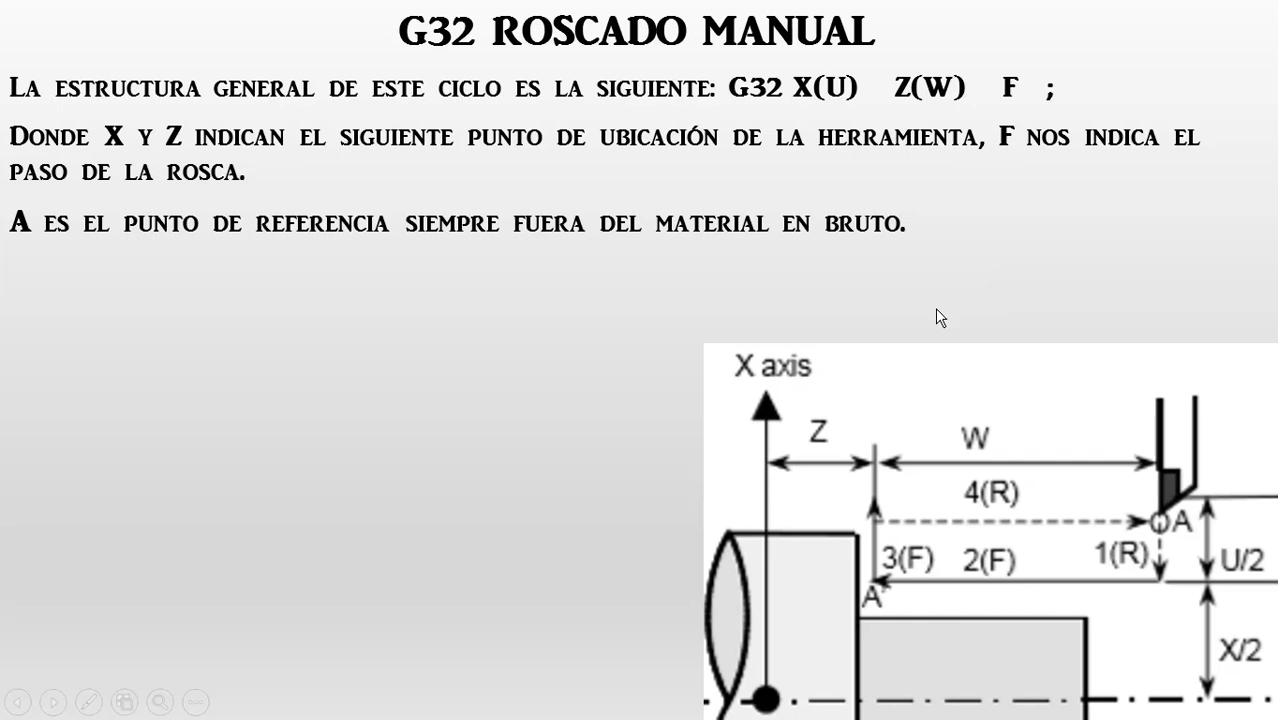 G32 ROSCADO MANUAL
LA ESTRUCTURA GENERAL DE ESTE CICLO ES LA SIGUIENTE: G32 X(U) Z(W) F ;
DONDE X Y Z INDICAN EL SIGUIENTE PUNTO DE UBICACIÓN DE LA HERRAMIENTA, F NOS INDICA EL
PASO DE LA ROSCA.
A ES EL PUNTO DE REFERENCIA SIEMPRE FUERA DEL MATERIAL EN BRUTO.
X axis
Z
W
4(R)
A
3(F)
2(F)
1(R)
U/2
A'
X/2